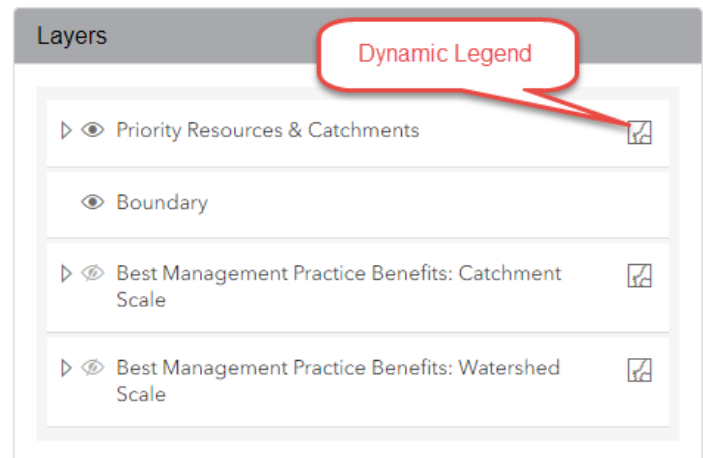 Layers
Dynamic Legend
Priority Resources & Catchments
Boundary
Best Management Practice Benefits: Catchment
Scale
Best Management Practice Benefits: Watershed
Scale